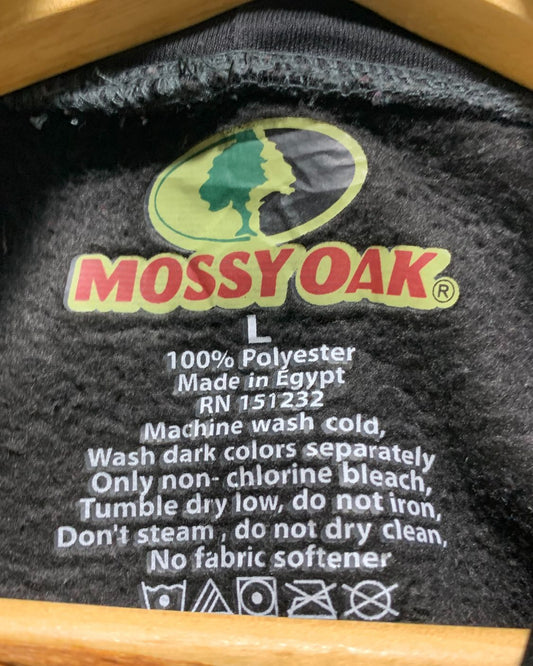 MOSSY OAK®
L
100% Polyester
Made in Egypt
RN 151232
Machine wash cold,
Wash dark colors separately
Only non- chlorine bleach,
Tumble dry low, do not iron,
Don't steam , do not dry clean,
No fabric softener